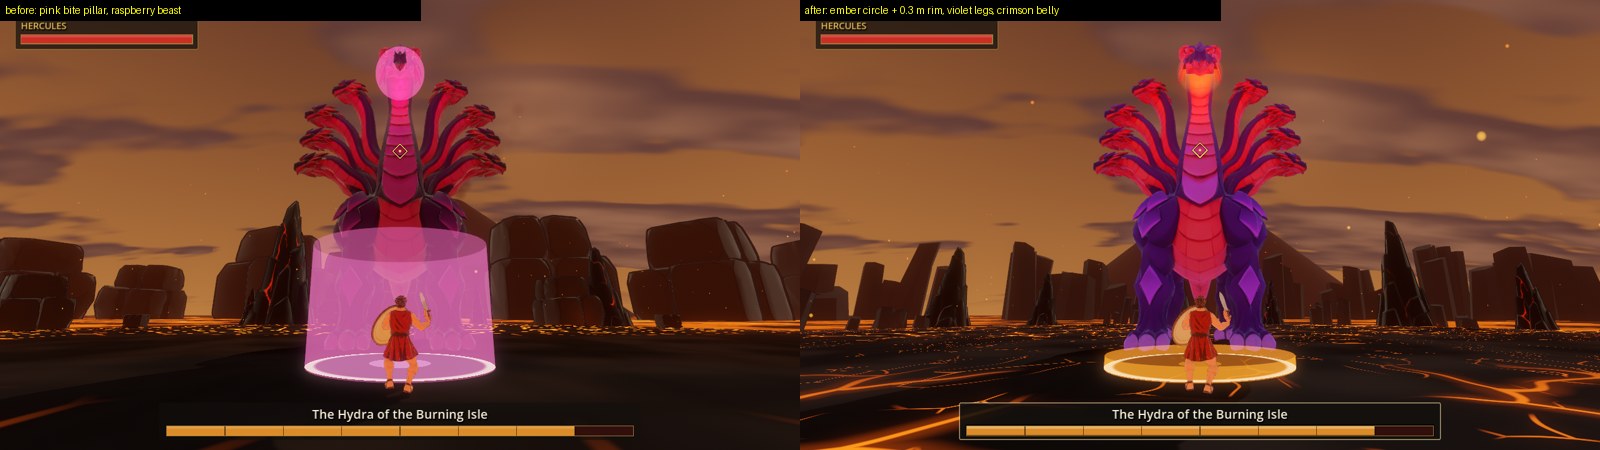 before: pink bite pillar, raspberry beast
HERCULES
The Hydra of the Burning Isle
after: ember circle + 0.3 m rim, violet legs, crimson belly
HERCULES
The Hydra of the Burning Isle